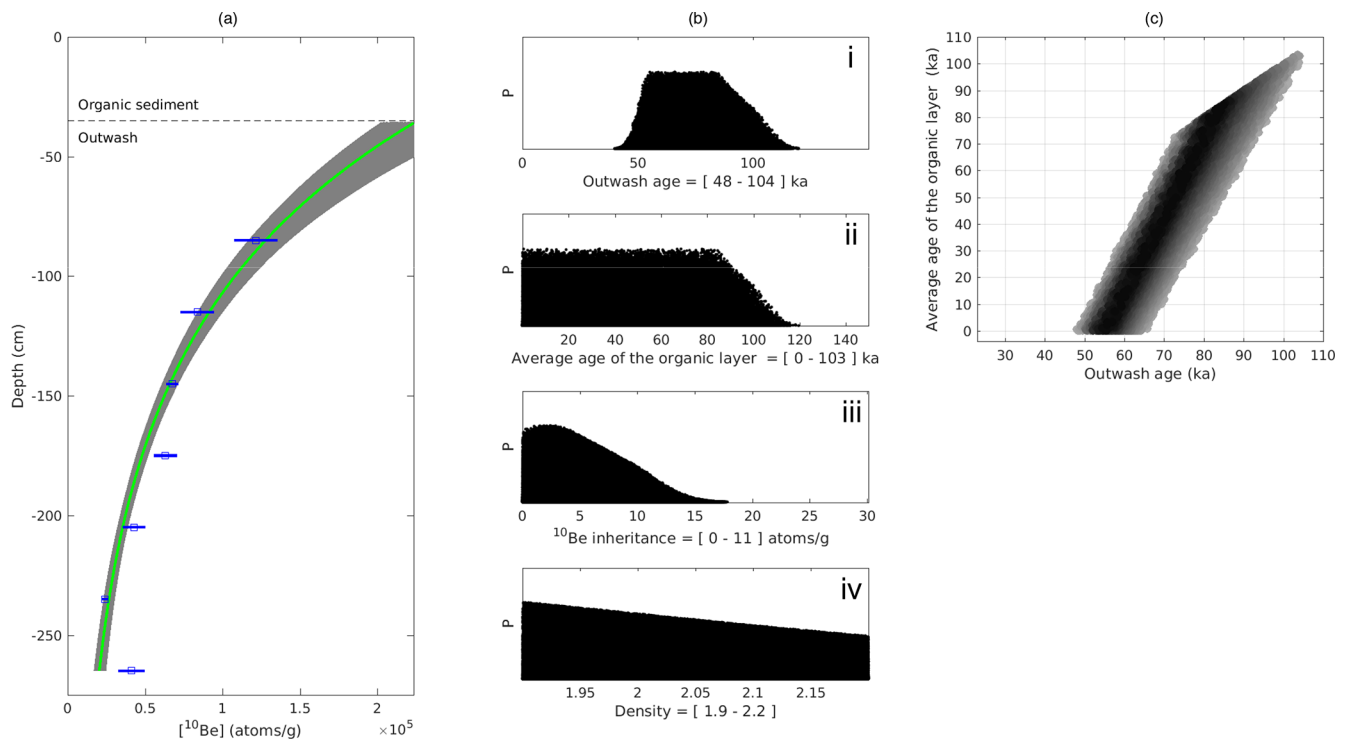 (a)
0
Organic sediment
Outwash
-50
-100
-150
-200
-250
Depth (cm)
0 0.5 1 1.5 2
[¹⁰Be] (atoms/g) ×10⁵
(b)
i
P
0 50 100
Outwash age = [ 48 - 104 ] ka
ii
P
20 40 60 80 100 120 140
Average age of the organic layer = [ 0 - 103 ] ka
iii
P
0 5 10 15 20 25 30
¹⁰Be inheritance = [ 0 - 11 ] atoms/g
iv
P
1.95 2 2.05 2.1 2.15
Density = [ 1.9 - 2.2 ]
(c)
110
100
90
80
70
60
50
40
30
20
10
0
Average age of the organic layer (ka)
30 40 50 60 70 80 90 100 110
Outwash age (ka)